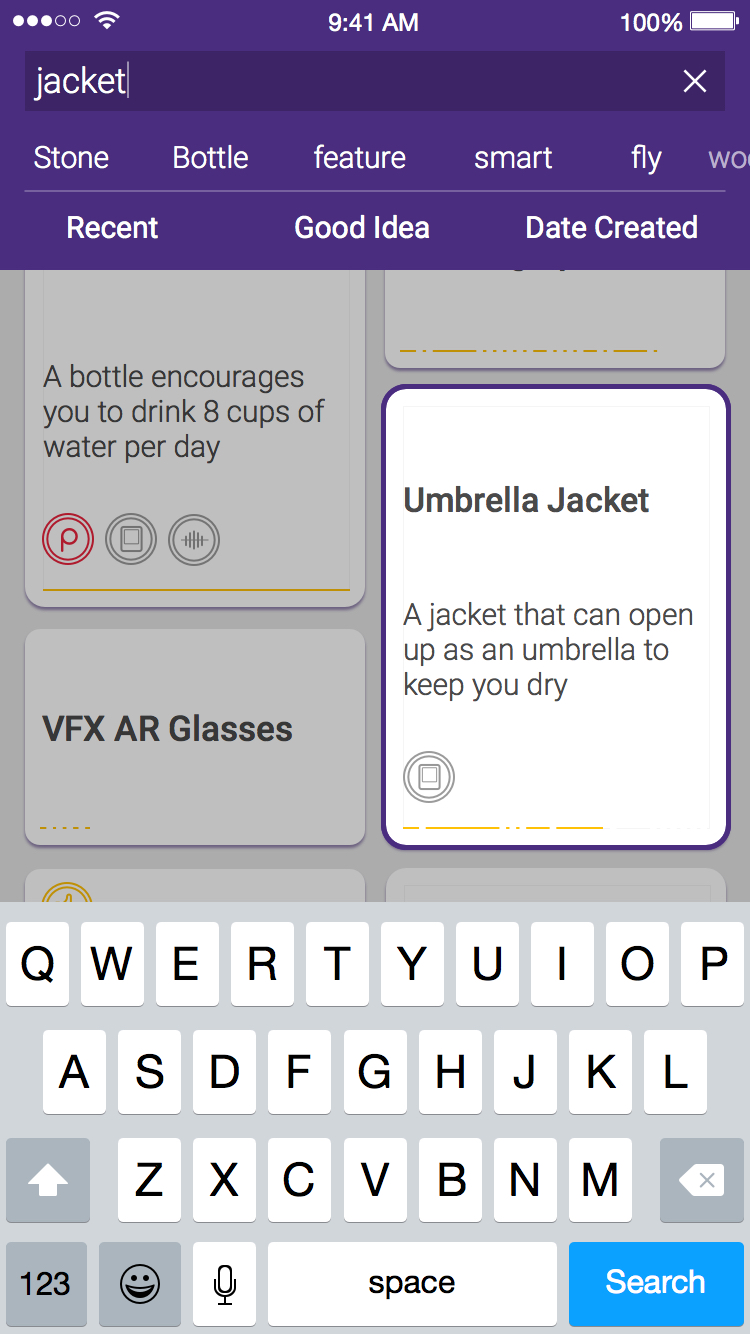 9:41 AM 100%
jacket
Stone Bottle feature smart fly woo
Recent Good Idea Date Created
A bottle encourages
you to drink 8 cups of
water per day
Umbrella Jacket
A jacket that can open
up as an umbrella to
keep you dry
VFX AR Glasses
Q W E R T Y U I O P
A S D F G H J K L
Z X C V B N M
123 space Search